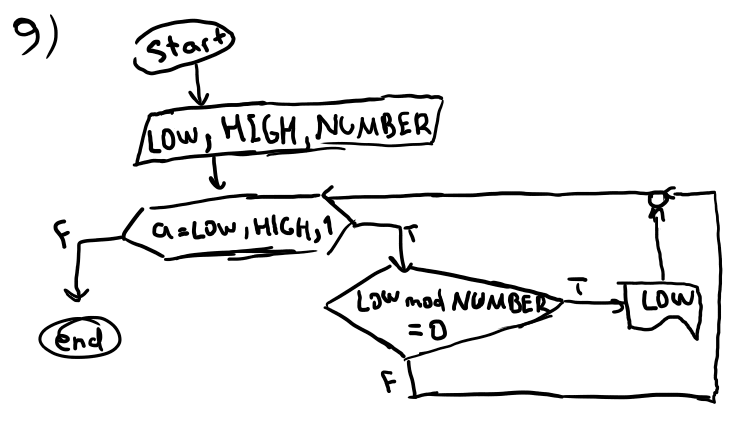 9)
start
LOW, HIGH, NUMBER
F
a=LOW, HIGH, 1
T
LOW mod NUMBER
= 0
T
LOW
end
F